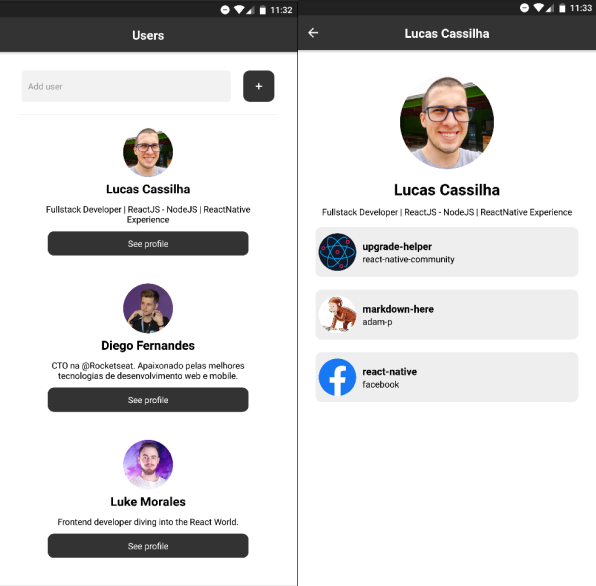 11:32
Users
Add user
+
Lucas Cassilha
Fullstack Developer | ReactJS - NodeJS | ReactNative
Experience
See profile
Diego Fernandes
CTO na @Rocketseat. Apaixonado pelas melhores
tecnologias de desenvolvimento web e mobile.
See profile
Luke Morales
Frontend developer diving into the React World.
See profile
11:33
Lucas Cassilha
Lucas Cassilha
Fullstack Developer | ReactJS - NodeJS | ReactNative Experience
upgrade-helper
react-native-community
markdown-here
adam-p
react-native
facebook